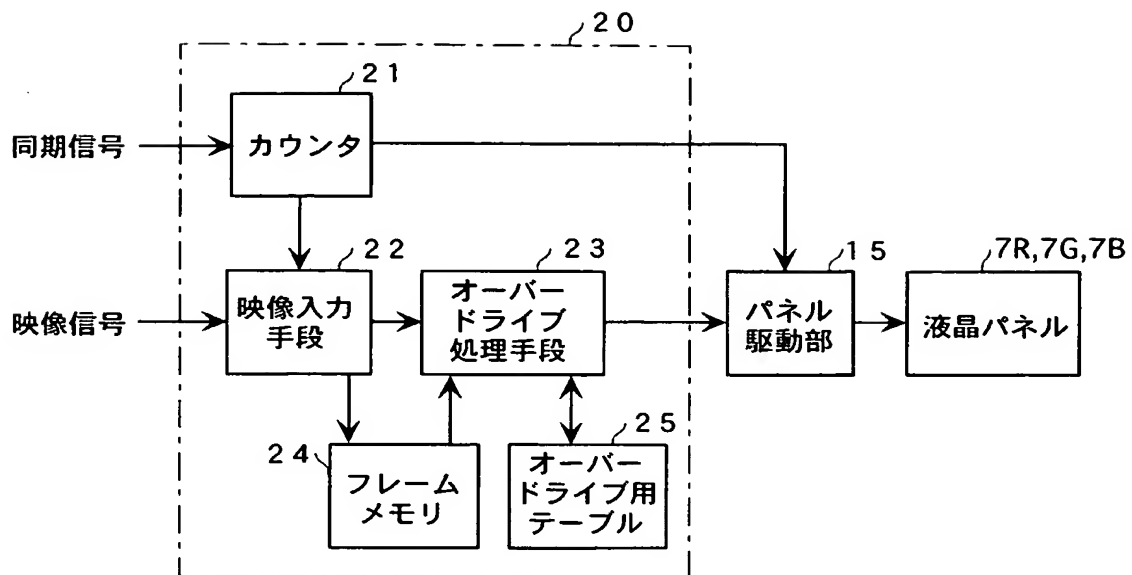 20
21
同期信号
カウンタ
22
23
15
7R,7G,7B
映像信号
映像入力
手段
オーバー
ドライブ
処理手段
パネル
駆動部
液晶パネル
24
フレーム
メモリ
25
オーバー
ドライブ用
テーブル